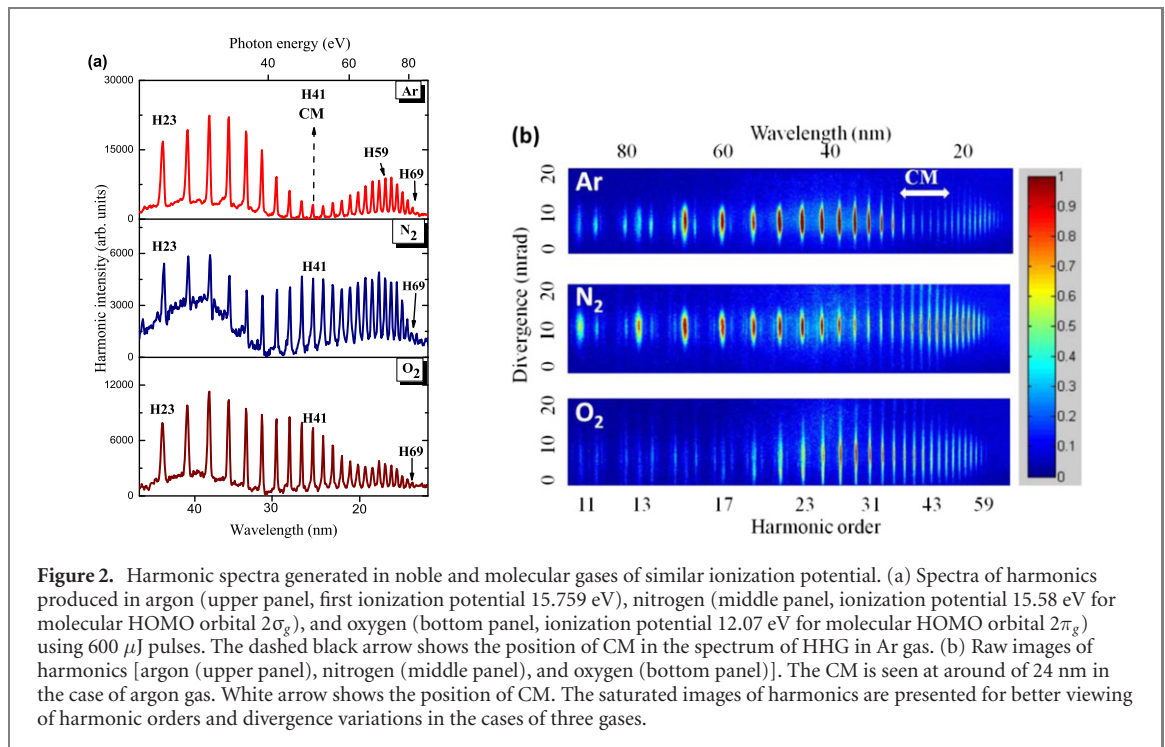 (a)
Photon energy (eV)
40 60 80
30000
15000
0
H23
H41
CM
H59
H69
Ar
6000
3000
0
H23
H41
H69
N2
12000
6000
0
H23
H41
H69
O2
Harmonic intensity (arb. units)
40 30 20
Wavelength (nm)
(b)
Wavelength (nm)
80 60 40 20
Ar
CM
20
10
0
N2
20
10
0
O2
20
10
0
Divergence (mrad)
11 13 17 23 31 43 59
Harmonic order
1
0.9
0.8
0.7
0.6
0.5
0.4
0.3
0.2
0.1
0
Figure 2. Harmonic spectra generated in noble and molecular gases of similar ionization potential. (a) Spectra of harmonics
produced in argon (upper panel, first ionization potential 15.759 eV), nitrogen (middle panel, ionization potential 15.58 eV for
molecular HOMO orbital 2σg), and oxygen (bottom panel, ionization potential 12.07 eV for molecular HOMO orbital 2πg)
using 600 μJ pulses. The dashed black arrow shows the position of CM in the spectrum of HHG in Ar gas. (b) Raw images of
harmonics [argon (upper panel), nitrogen (middle panel), and oxygen (bottom panel)]. The CM is seen at around of 24 nm in
the case of argon gas. White arrow shows the position of CM. The saturated images of harmonics are presented for better viewing
of harmonic orders and divergence variations in the cases of three gases.